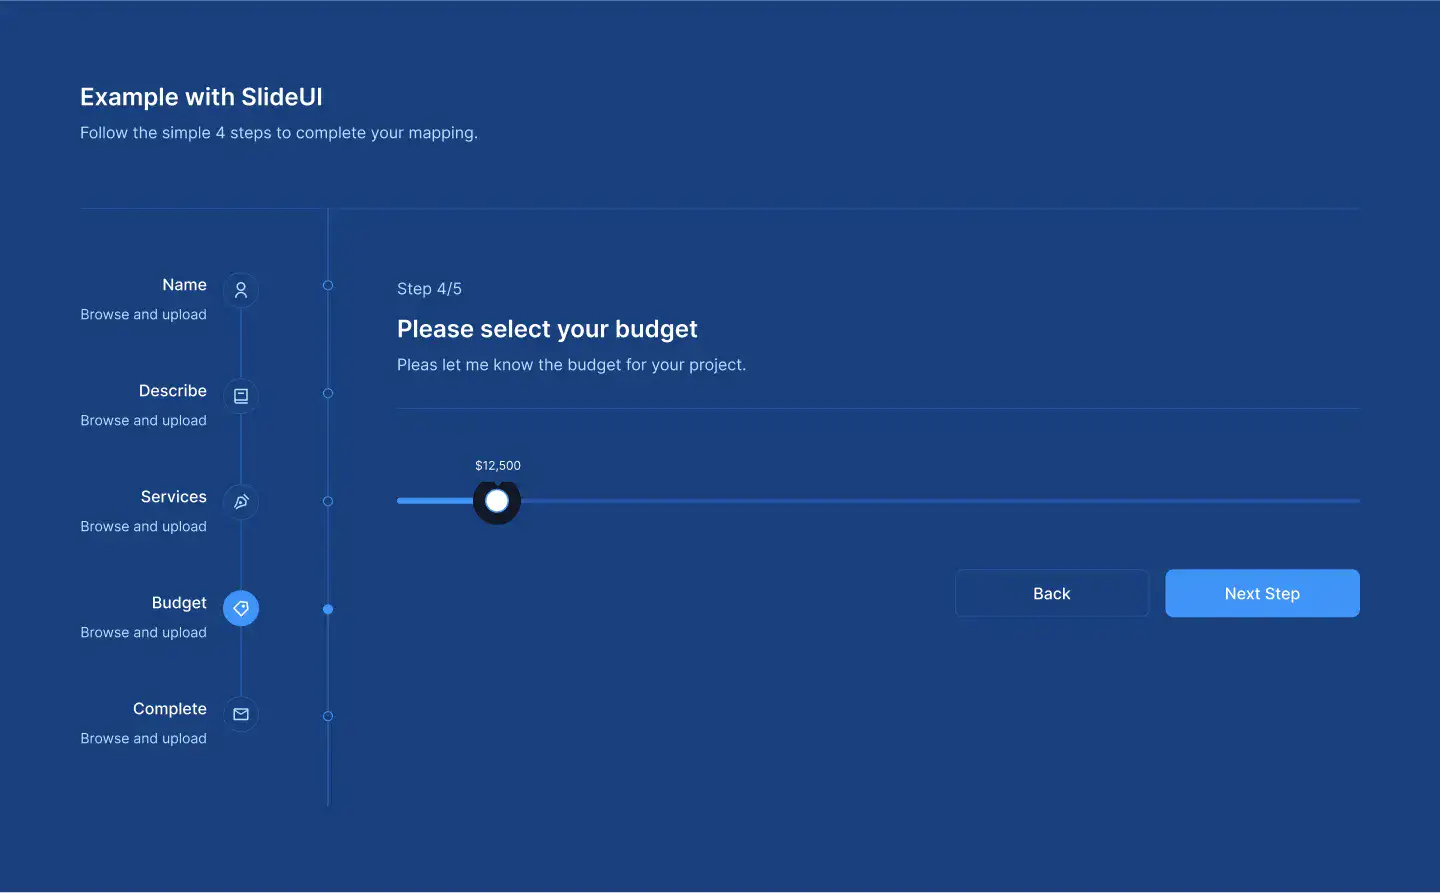 Example with SlideUI
Follow the simple 4 steps to complete your mapping.
Name
Browse and upload
Describe
Browse and upload
Services
Browse and upload
Budget
Browse and upload
Complete
Browse and upload
Step 4/5
Please select your budget
Pleas let me know the budget for your project.
$12,500
Back
Next Step